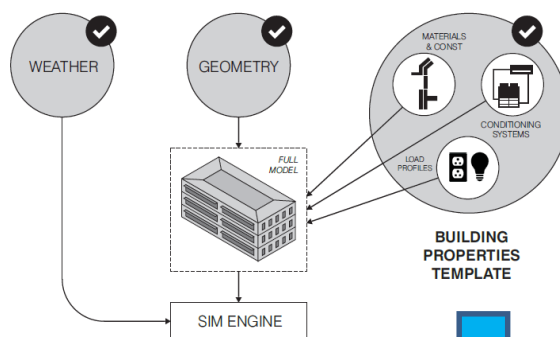 WEATHER
GEOMETRY
MATERIALS
& CONST
CONDITIONING
SYSTEMS
LOAD
PROFILES
FULL
MODEL
BUILDING
PROPERTIES
TEMPLATE
SIM ENGINE